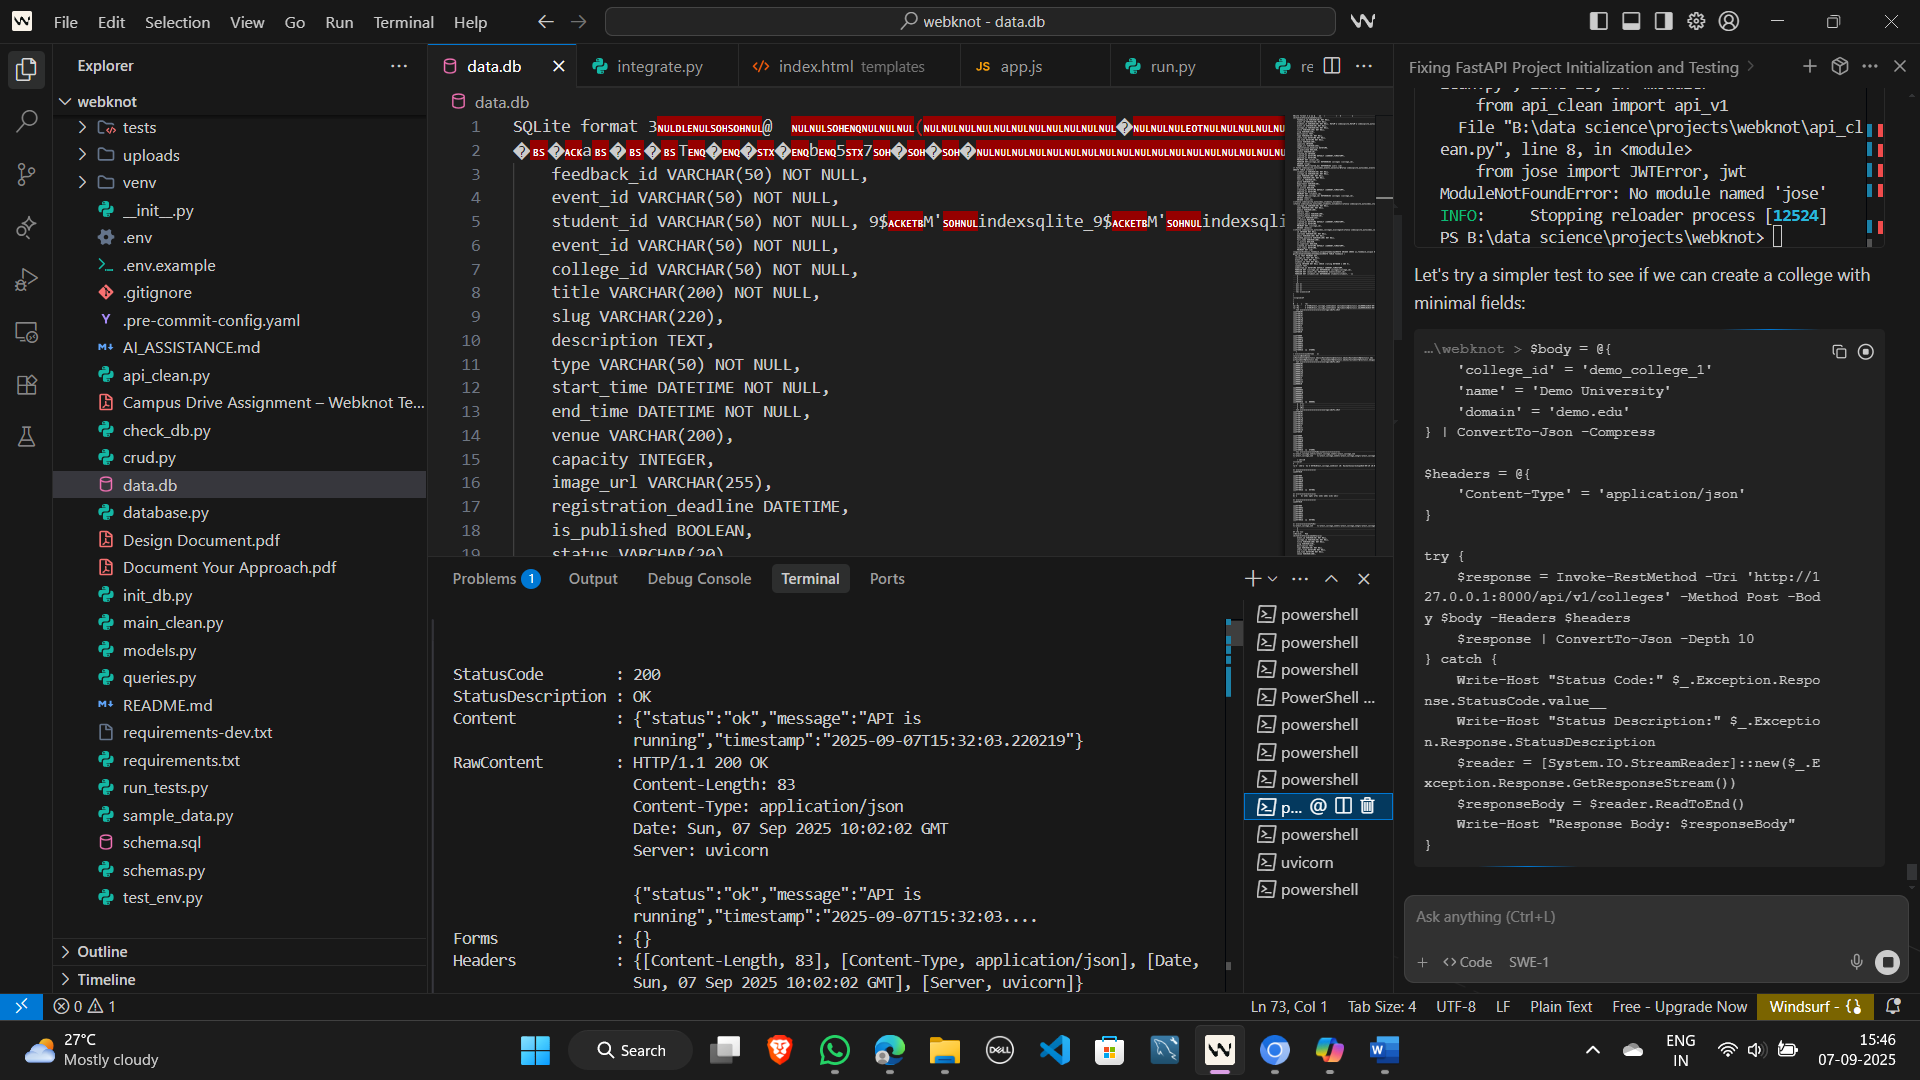 File Edit Selection View Go Run Terminal Help
webknot - data.db
Explorer
webknot
tests
uploads
venv
__init__.py
.env
.env.example
.gitignore
.pre-commit-config.yaml
AI_ASSISTANCE.md
api_clean.py
Campus Drive Assignment – Webknot Te...
check_db.py
crud.py
data.db
database.py
Design Document.pdf
Document Your Approach.pdf
init_db.py
main_clean.py
models.py
queries.py
README.md
requirements-dev.txt
requirements.txt
run_tests.py
sample_data.py
schema.sql
schemas.py
test_env.py
Outline
Timeline
data.db
integrate.py
index.html templates
JS app.js
run.py
re
data.db
1 SQLite format 3
2
3 feedback_id VARCHAR(50) NOT NULL,
4 event_id VARCHAR(50) NOT NULL,
5 student_id VARCHAR(50) NOT NULL, 9$ACKETBM'SOHNULindexsqlite_9$ACKETBM'SOHNULindexsqli
6 event_id VARCHAR(50) NOT NULL,
7 college_id VARCHAR(50) NOT NULL,
8 title VARCHAR(200) NOT NULL,
9 slug VARCHAR(220),
10 description TEXT,
11 type VARCHAR(50) NOT NULL,
12 start_time DATETIME NOT NULL,
13 end_time DATETIME NOT NULL,
14 venue VARCHAR(200),
15 capacity INTEGER,
16 image_url VARCHAR(255),
17 registration_deadline DATETIME,
18 is_published BOOLEAN,
19 status VARCHAR(20)
Problems 1 Output Debug Console Terminal Ports
StatusCode : 200
StatusDescription : OK
Content : {"status":"ok","message":"API is
running","timestamp":"2025-09-07T15:32:03.220219"}
RawContent : HTTP/1.1 200 OK
Content-Length: 83
Content-Type: application/json
Date: Sun, 07 Sep 2025 10:02:02 GMT
Server: uvicorn
{"status":"ok","message":"API is
running","timestamp":"2025-09-07T15:32:03....
Forms : {}
Headers : {[Content-Length, 83], [Content-Type, application/json], [Date,
Sun, 07 Sep 2025 10:02:02 GMT], [Server, uvicorn]}
powershell
powershell
powershell
PowerShell ...
powershell
powershell
powershell
p...
powershell
uvicorn
powershell
Fixing FastAPI Project Initialization and Testing
from api_clean import api_v1
File "B:\data science\projects\webknot\api_cl
ean.py", line 8, in <module>
from jose import JWTError, jwt
ModuleNotFoundError: No module named 'jose'
INFO: Stopping reloader process [12524]
PS B:\data science\projects\webknot>
Let's try a simpler test to see if we can create a college with
minimal fields:
…\webknot > $body = @{
'college_id' = 'demo_college_1'
'name' = 'Demo University'
'domain' = 'demo.edu'
} | ConvertTo-Json -Compress
$headers = @{
'Content-Type' = 'application/json'
}
try {
$response = Invoke-RestMethod -Uri 'http://1
27.0.0.1:8000/api/v1/colleges' -Method Post -Bod
y $body -Headers $headers
$response | ConvertTo-Json -Depth 10
} catch {
Write-Host "Status Code:" $_.Exception.Respo
nse.StatusCode.value__
Write-Host "Status Description:" $_.Exceptio
n.Response.StatusDescription
$reader = [System.IO.StreamReader]::new($_.E
xception.Response.GetResponseStream())
$responseBody = $reader.ReadToEnd()
Write-Host "Response Body: $responseBody"
}
Ask anything (Ctrl+L)
Code SWE-1
0 1
Ln 73, Col 1 Tab Size: 4 UTF-8 LF Plain Text Free - Upgrade Now Windsurf - {}
27°C
Mostly cloudy
Search
DELL
ENG
IN
15:46
07-09-2025